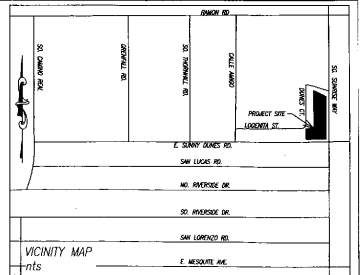 RAMON RD
SO. CAMINO REAL
GRENFALL RD.
SO. THORNHILL RD.
CALLE AMIGO
SO. SUNRISE WAY
DUNES CT.
PROJECT SITE
LOGENITA ST.
E. SUNNY DUNES RD.
SAN LUCAS RD.
NO. RIVERSIDE DR.
SO. RIVERSIDE DR.
SAN LORENZO RD.
VICINITY MAP
nts
E. MESQUITE AVE.